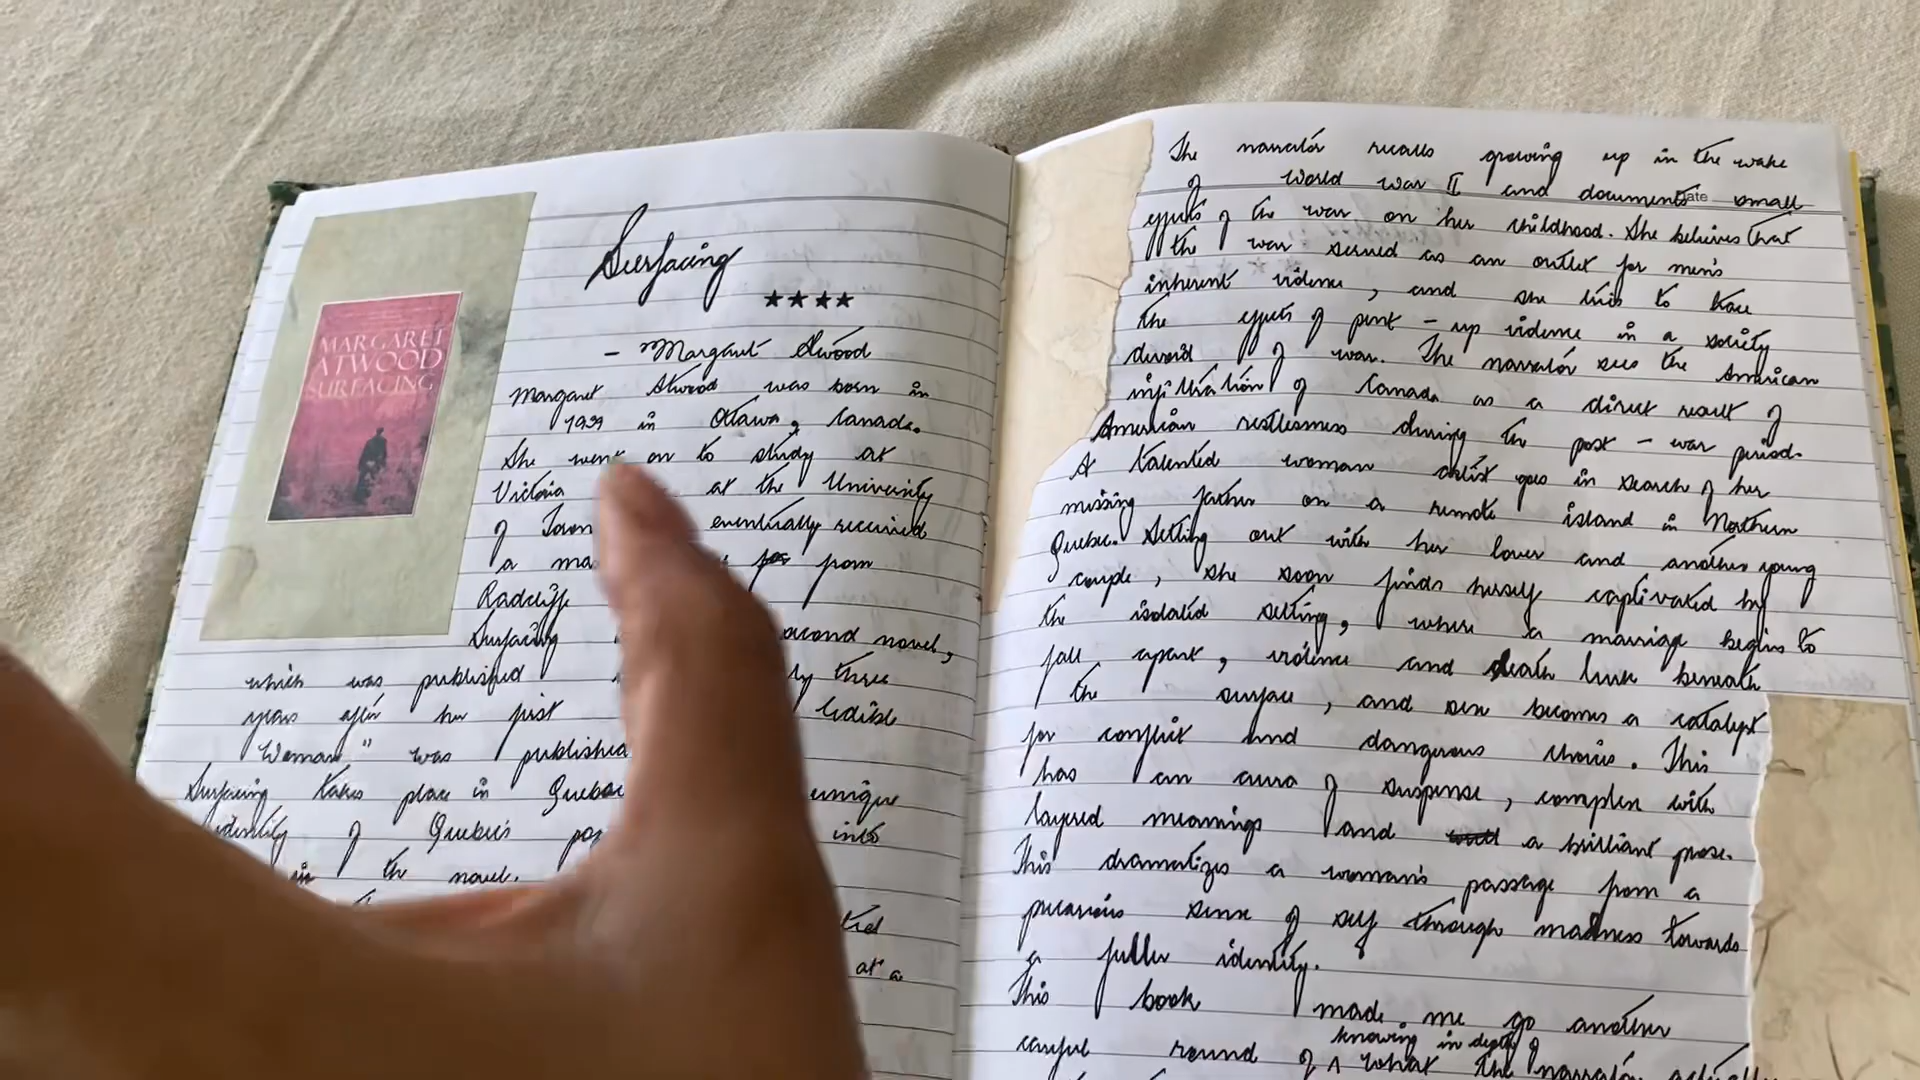 MARGARET
ATWOOD
SURFACING
Surfacing
★★★★
- Margaret Atwood
Margaret Atwood was born in
1939 in Ottawa, Canada.
She went on to study at
Victoria at the University
of eventually received
a from
Radcliffe
Surfacing second novel,
which was published three
years after her first Edible
Woman" was published
Surfacing takes place in unique
identity of Quebec's into
in the novel.
at a
The narrator recalls growing up in the wake
Date
of world war II and documents small
effects of the war on her childhood. She believes that
the war served as an outlet for men's
inherent violence, and she tries to trace
the effects of pent-up violence in a society
devoid of war. The narrator sees the American
infiltration of Canada as a direct result of
American restlessness during the post-war period.
A talented woman artist goes in search of her
missing father on a remote island in Northern
Quebec. Setting out with her lover and another young
couple, she soon finds herself captivated by
the isolated setting, where a marriage begins to
fall apart, violence and death lurk beneath
the surface, and sex becomes a catalyst
for conflict and dangerous choices. This
has an aura of suspense, complex with
layered meanings and a brilliant prose.
This dramatizes a woman's passage from a
precarious sense of self through madness towards
a fuller identity.
This book made me go another
knowing in depth of
careful round of what the narrator actually